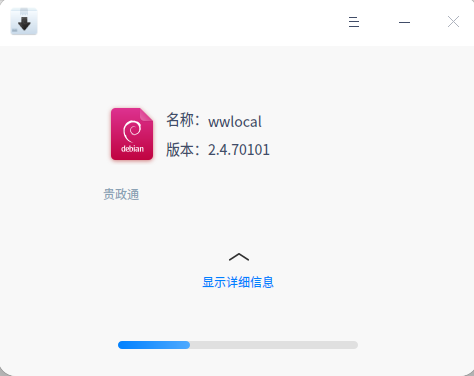 名称：wwlocal
debian
版本：2.4.70101
贵政通
显示详细信息